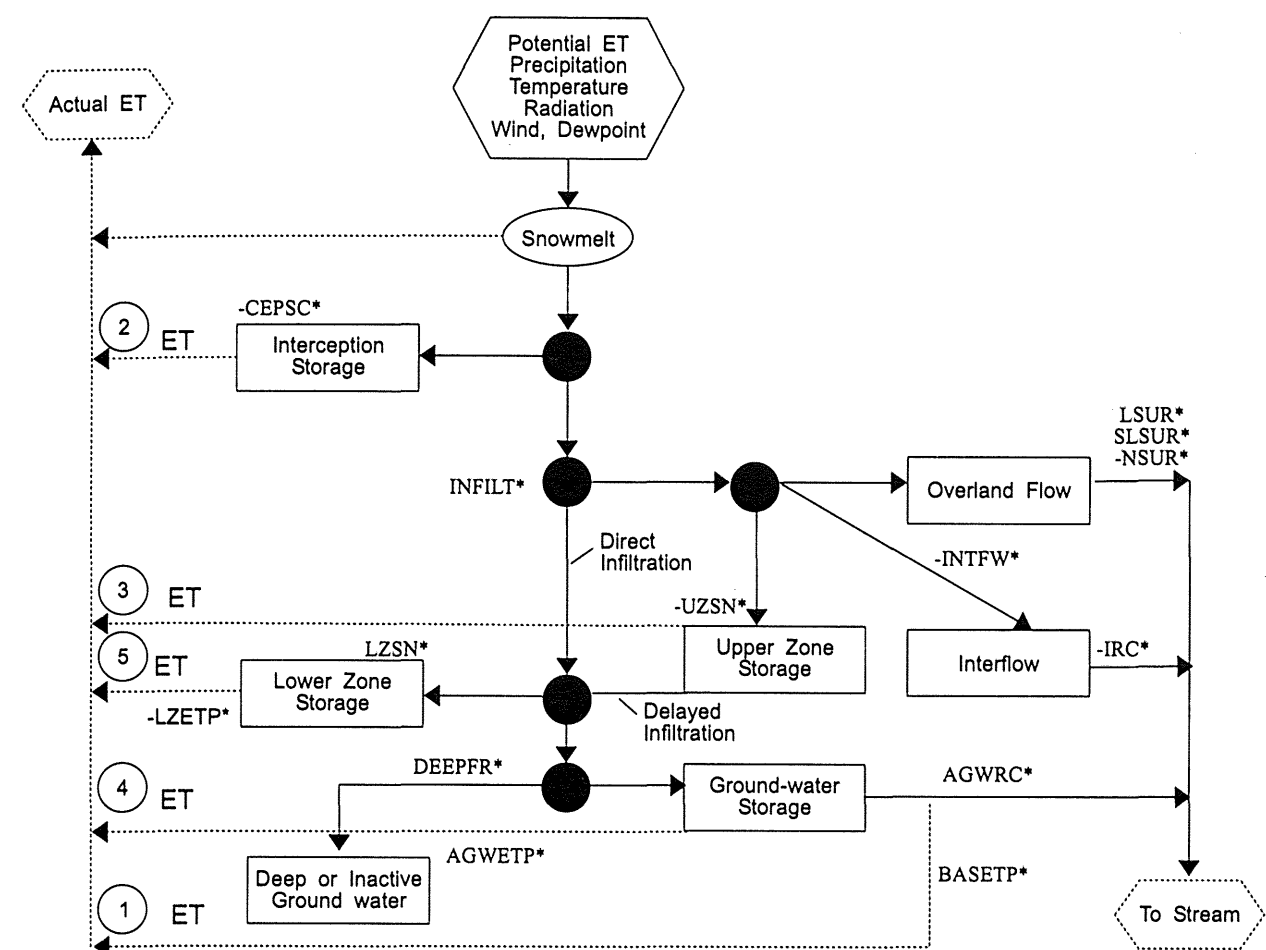 Potential ET
Precipitation
Temperature
Radiation
Wind, Dewpoint
Actual ET
Snowmelt
-CEPSC*
2
ET
Interception
Storage
LSUR*
SLSUR*
-NSUR*
INFILT*
Overland Flow
Direct
Infiltration
-INTFW*
3
ET
-UZSN*
Upper Zone
Storage
Interflow
-IRC*
5
ET
LZSN*
Lower Zone
Storage
-LZETP*
Delayed
Infiltration
DEEPFR*
4
ET
Ground-water
Storage
AGWRC*
AGWETP*
Deep or Inactive
Ground water
BASETP*
1
ET
To Stream